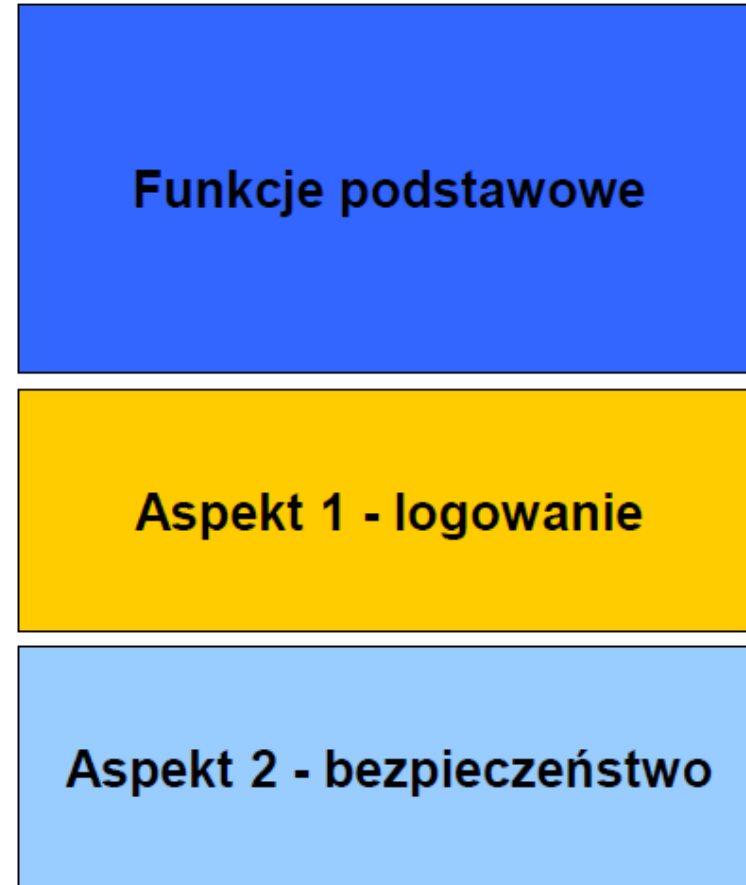 Funkcje podstawowe
Aspekt 1 - logowanie
Aspekt 2 - bezpieczeństwo